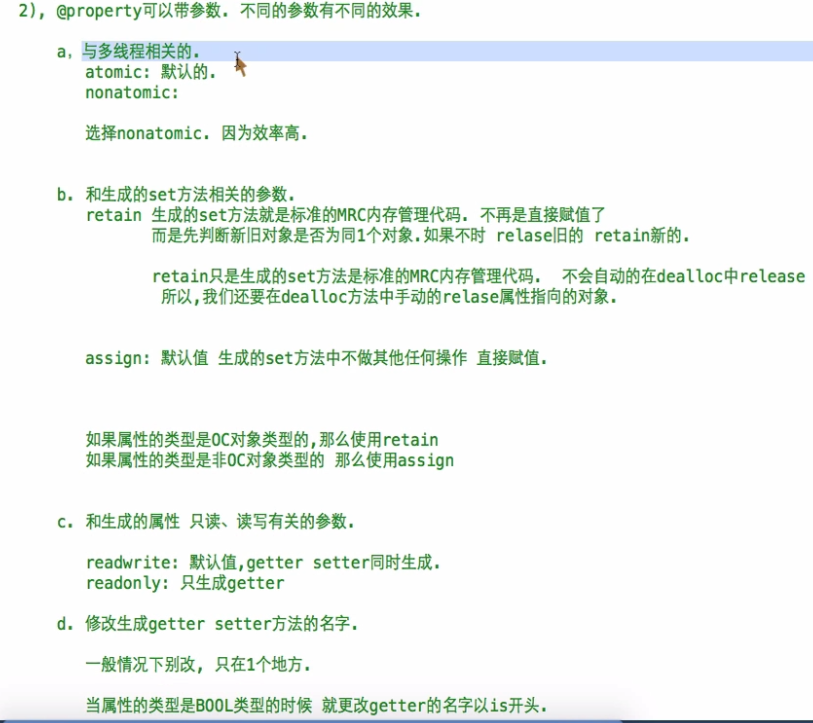 2), @property可以带参数. 不同的参数有不同的效果.
a, 与多线程相关的.
atomic: 默认的.
nonatomic:
选择nonatomic. 因为效率高.
b. 和生成的set方法相关的参数.
retain 生成的set方法就是标准的MRC内存管理代码. 不再是直接赋值了
而是先判断新旧对象是否为同1个对象.如果不时 relase旧的 retain新的.
retain只是生成的set方法是标准的MRC内存管理代码. 不会自动的在dealloc中release
所以,我们还要在dealloc方法中手动的relase属性指向的对象.
assign: 默认值 生成的set方法中不做其他任何操作 直接赋值.
如果属性的类型是OC对象类型的,那么使用retain
如果属性的类型是非OC对象类型的 那么使用assign
c. 和生成的属性 只读、读写有关的参数.
readwrite: 默认值,getter setter同时生成.
readonly: 只生成getter
d. 修改生成getter setter方法的名字.
一般情况下别改, 只在1个地方.
当属性的类型是BOOL类型的时候 就更改getter的名字以is开头.